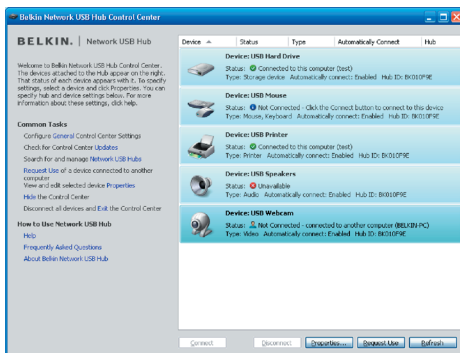 Belkin Network USB Hub Control Center
BELKIN. | Network USB Hub
Welcome to Belkin Network USB Hub Control Center.
The devices attached to the Hub appear on the right.
That status of each device appears with it. To specify
settings, select a device and click Properties. You can
specify hub and device settings below. For more
information about these settings, click help.
Common Tasks
Configure General Control Center Settings
Check for Control Center Updates
Search for and manage Network USB Hubs
Request Use of a device connected to another
computer
View and edit selected device Properties
Hide the Control Center
Disconnect all devices and Exit the Control Center
How to Use Network USB Hub
Help
Frequently Asked Questions
About Belkin Network USB Hub
Device Status Type Automatically Connect Hub
Device: USB Hard Drive
Status: Connected to this computer (test)
Type: Storage device Automatically connect: Enabled Hub ID: BK010F9E
Device: USB Mouse
Status: Not Connected - Click the Connect button to connect to this device
Type: Mouse, Keyboard Automatically connect: Enabled Hub ID: BK010F9E
Device: USB Printer
Status: Connected to this computer (test)
Type: Printer Automatically connect: Enabled Hub ID: BK010F9E
Device: USB Speakers
Status: Unavailable
Type: Audio Automatically connect: Enabled Hub ID: BK010F9E
Device: USB Webcam
Status: Not Connected - connected to another computer (BELKIN-PC)
Type: Video Automatically connect: Enabled Hub ID: BK010F9E
Connect Disconnect Properties... Request Use Refresh